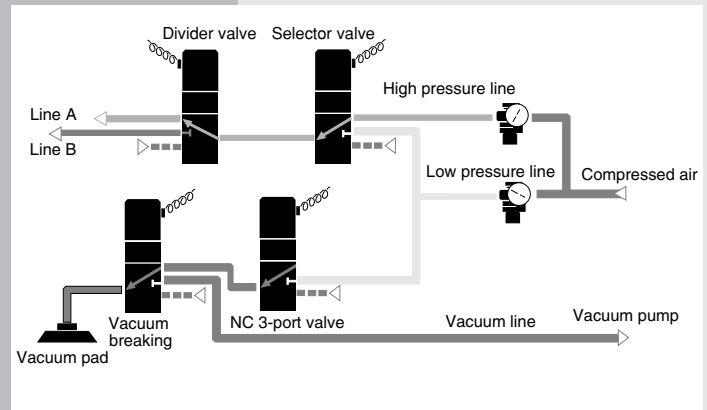 Divider valve
Selector valve
High pressure line
Line A
Line B
Low pressure line
Compressed air
Vacuum pad
Vacuum
breaking
NC 3-port valve
Vacuum line
Vacuum pump